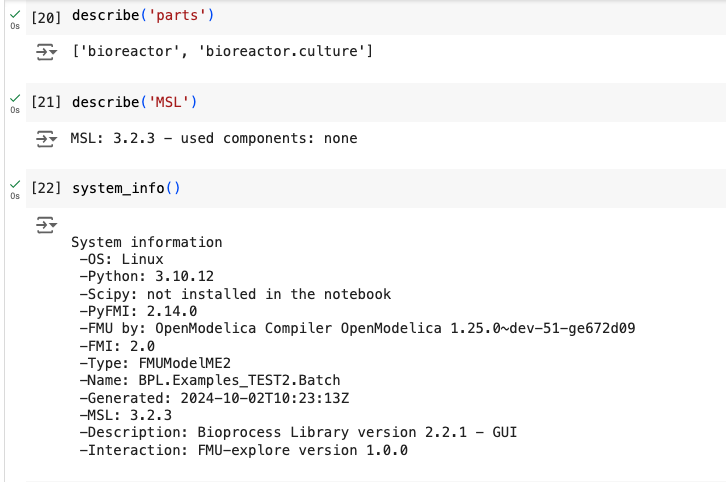 [20] describe('parts')
0s
['bioreactor', 'bioreactor.culture']
[21] describe('MSL')
0s
MSL: 3.2.3 – used components: none
[22] system_info()
0s
System information
-OS: Linux
-Python: 3.10.12
-Scipy: not installed in the notebook
-PyFMI: 2.14.0
-FMU by: OpenModelica Compiler OpenModelica 1.25.0~dev-51-ge672d09
-FMI: 2.0
-Type: FMUModelME2
-Name: BPL.Examples_TEST2.Batch
-Generated: 2024-10-02T10:23:13Z
-MSL: 3.2.3
-Description: Bioprocess Library version 2.2.1 – GUI
-Interaction: FMU-explore version 1.0.0